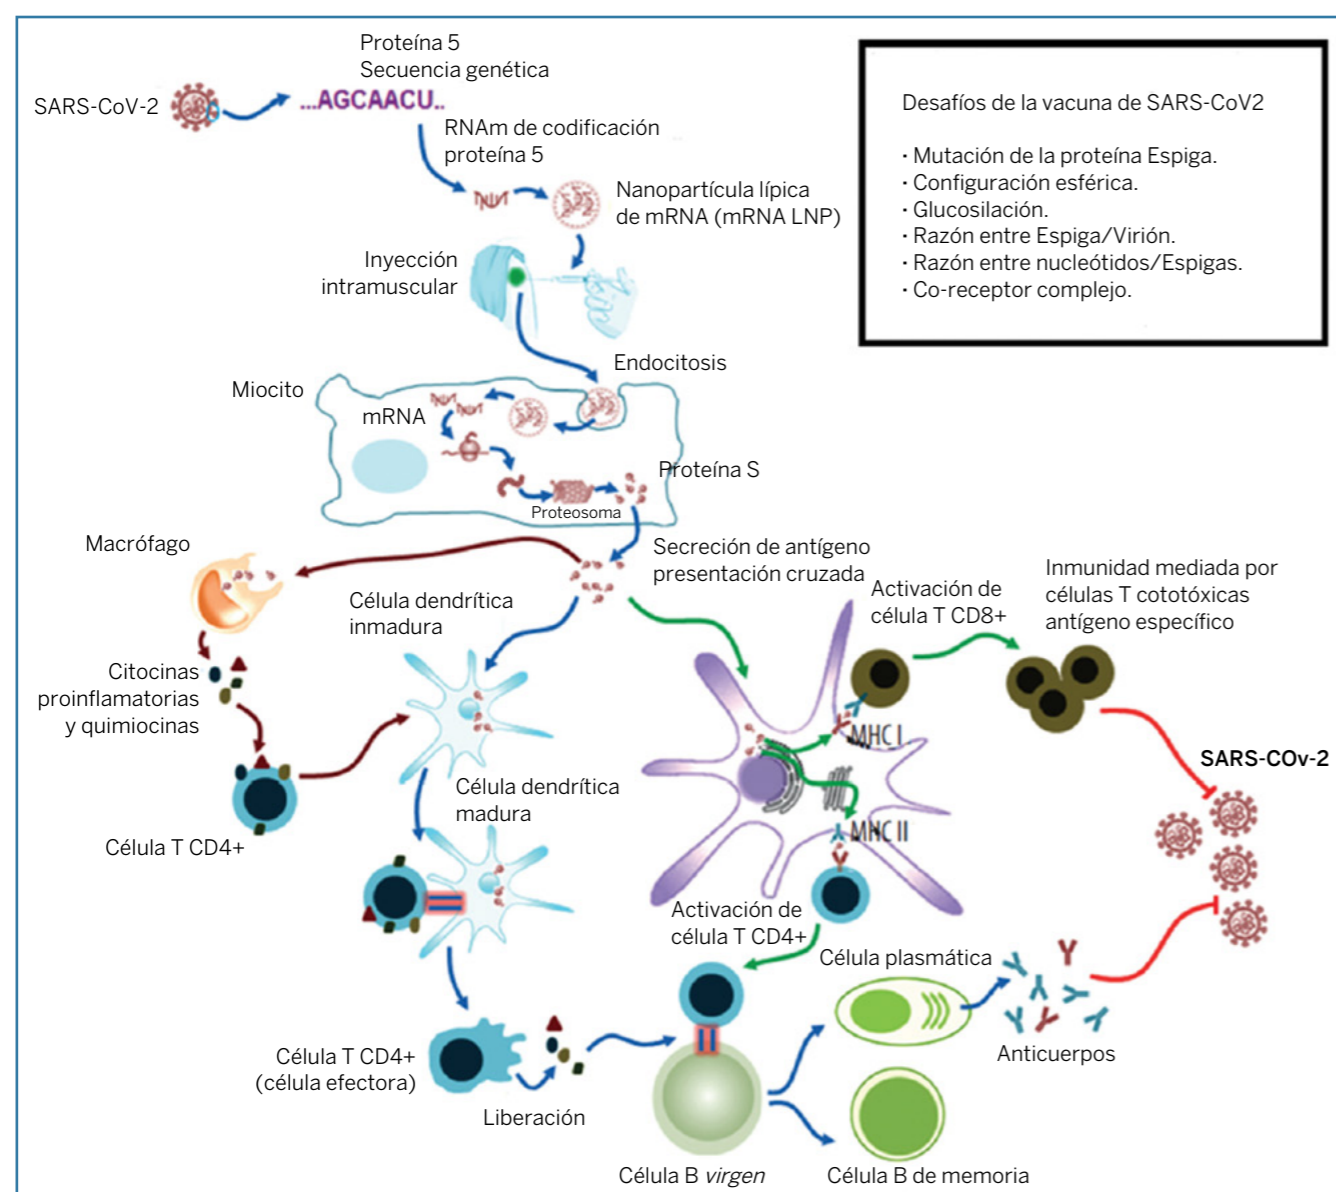 Proteína 5
Secuencia genética
SARS-CoV-2
...AGCAACU..
RNAm de codificación
proteína 5
Nanopartícula lípica
de mRNA (mRNA LNP)
Inyección
intramuscular
Desafíos de la vacuna de SARS-CoV2
· Mutación de la proteína Espiga.
· Configuración esférica.
· Glucosilación.
· Razón entre Espiga/Virión.
· Razón entre nucleótidos/Espigas.
· Co-receptor complejo.
Endocitosis
Miocito
mRNA
Proteína S
Proteosoma
Macrófago
Secreción de antígeno
presentación cruzada
Célula dendrítica
inmadura
Activación de
célula T CD8+
Inmunidad mediada por
células T cototóxicas
antígeno específico
Citocinas
proinflamatorias
y quimiocinas
MHC I
SARS-COv-2
Célula dendrítica
madura
MHC II
Célula T CD4+
Activación de
célula T CD4+
Célula plasmática
Anticuerpos
Célula T CD4+
(célula efectora)
Liberación
Célula B virgen
Célula B de memoria